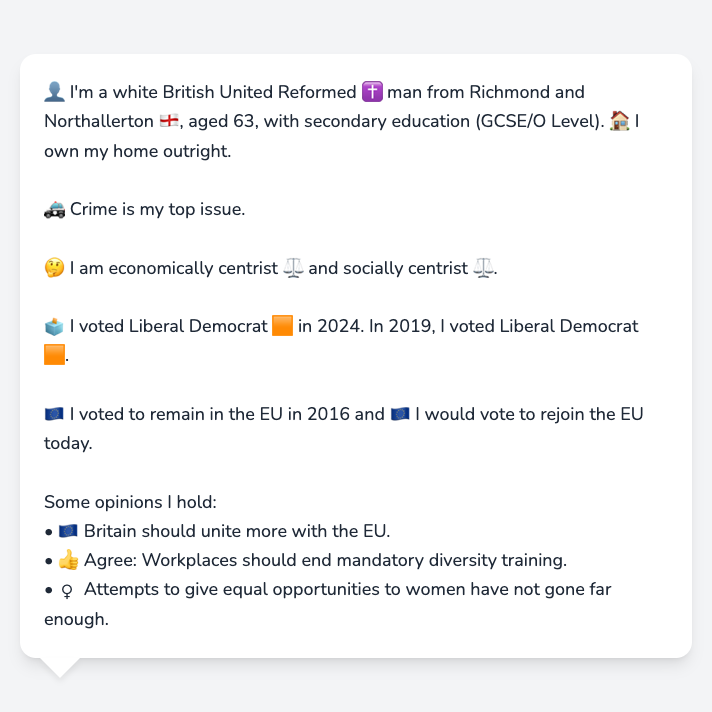 👤 I'm a white British United Reformed ✝️ man from Richmond and
Northallerton 🏴󠁧󠁢󠁥󠁮󠁧󠁿, aged 63, with secondary education (GCSE/O Level). 🏠 I
own my home outright.
🚓 Crime is my top issue.
🤔 I am economically centrist ⚖️ and socially centrist ⚖️.
🗳️ I voted Liberal Democrat 🟧 in 2024. In 2019, I voted Liberal Democrat
🟧.
🇪🇺 I voted to remain in the EU in 2016 and 🇪🇺 I would vote to rejoin the EU
today.
Some opinions I hold:
• 🇪🇺 Britain should unite more with the EU.
• 👍 Agree: Workplaces should end mandatory diversity training.
• ♀ Attempts to give equal opportunities to women have not gone far
enough.